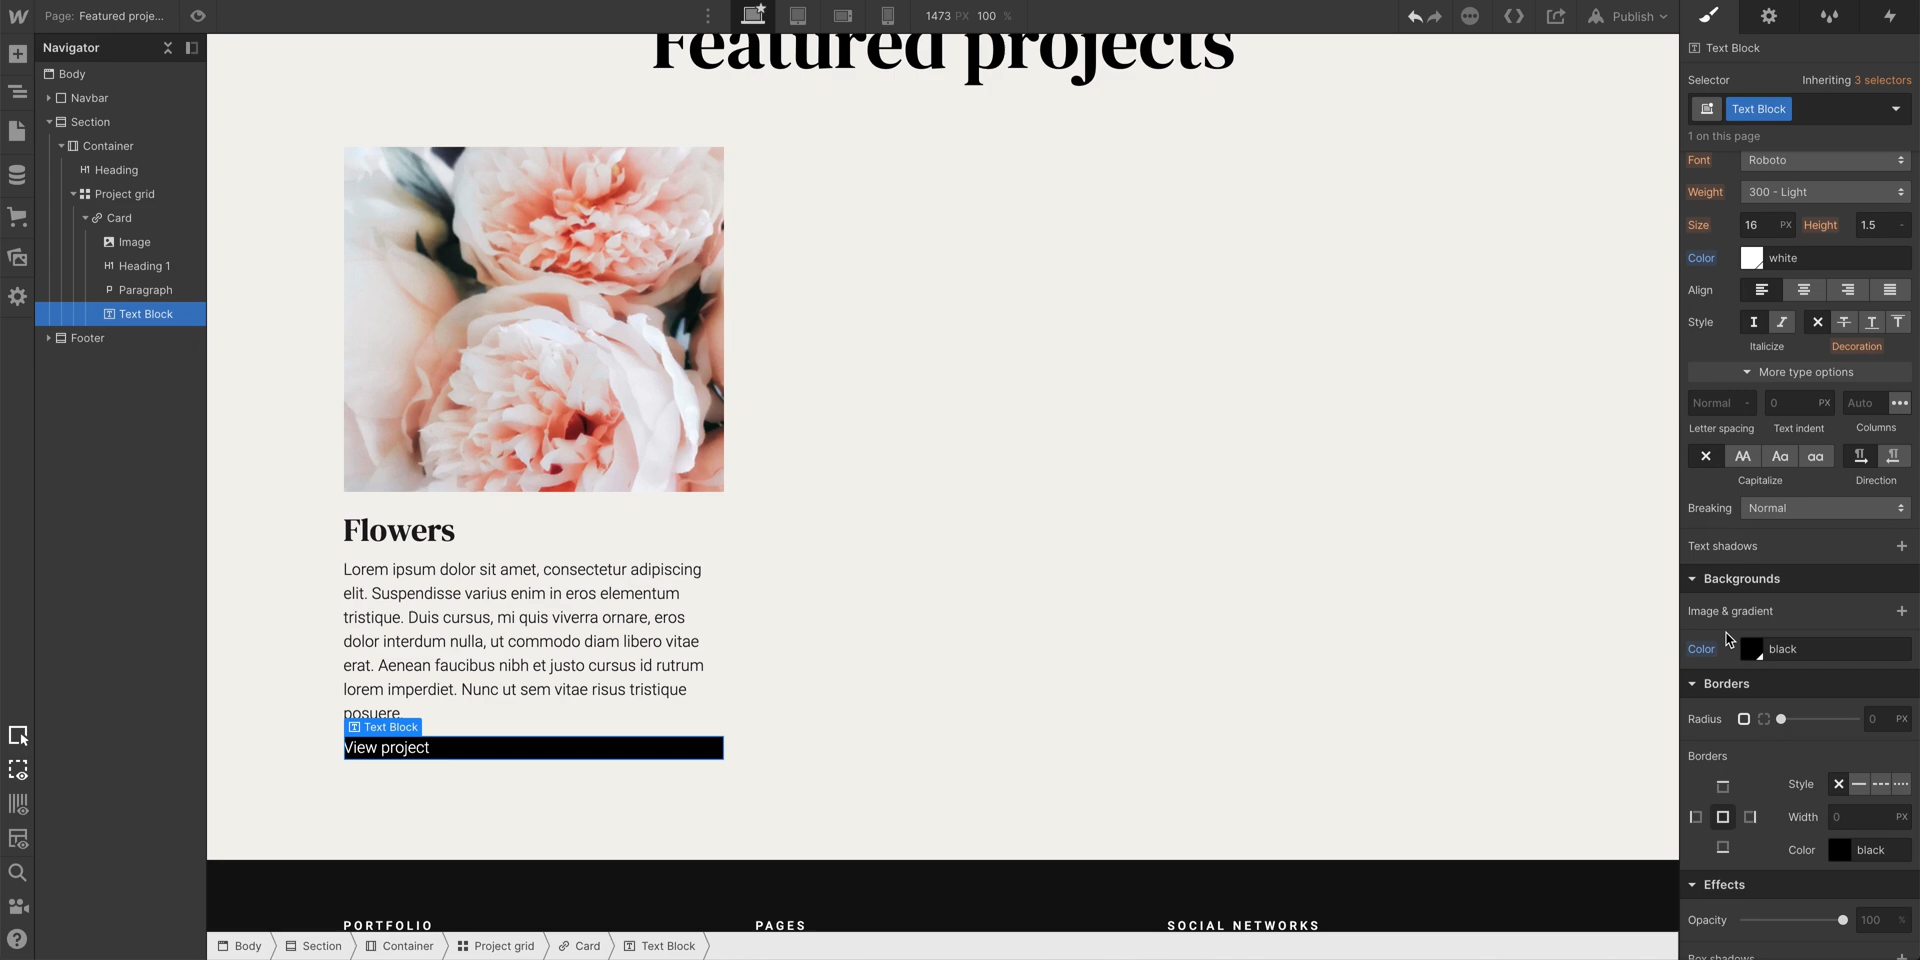 Page: Featured proje...
1473 PX 100 %
Publish
Navigator
Body
Navbar
Section
Container
H1 Heading
Project grid
Card
Image
H1 Heading 1
P Paragraph
Text Block
Footer
Featured projects
Flowers
Lorem ipsum dolor sit amet, consectetur adipiscing
elit. Suspendisse varius enim in eros elementum
tristique. Duis cursus, mi quis viverra ornare, eros
dolor interdum nulla, ut commodo diam libero vitae
erat. Aenean faucibus nibh et justo cursus id rutrum
lorem imperdiet. Nunc ut sem vitae risus tristique
posuere.
Text Block
View project
PORTFOLIO
PAGES
SOCIAL NETWORKS
Body
Section
Container
Project grid
Card
Text Block
Text Block
Selector Inheriting 3 selectors
Text Block
1 on this page
Font Roboto
Weight 300 - Light
Size 16 PX Height 1.5 -
Color white
Align
Style
Italicize Decoration
More type options
Normal - 0 PX Auto
Letter spacing Text indent Columns
AA Aa aa
Capitalize Direction
Breaking Normal
Text shadows
Backgrounds
Image & gradient
Color black
Borders
Radius 0 PX
Borders
Style
Width 0 PX
Color black
Effects
Opacity 100 %
Box shadows